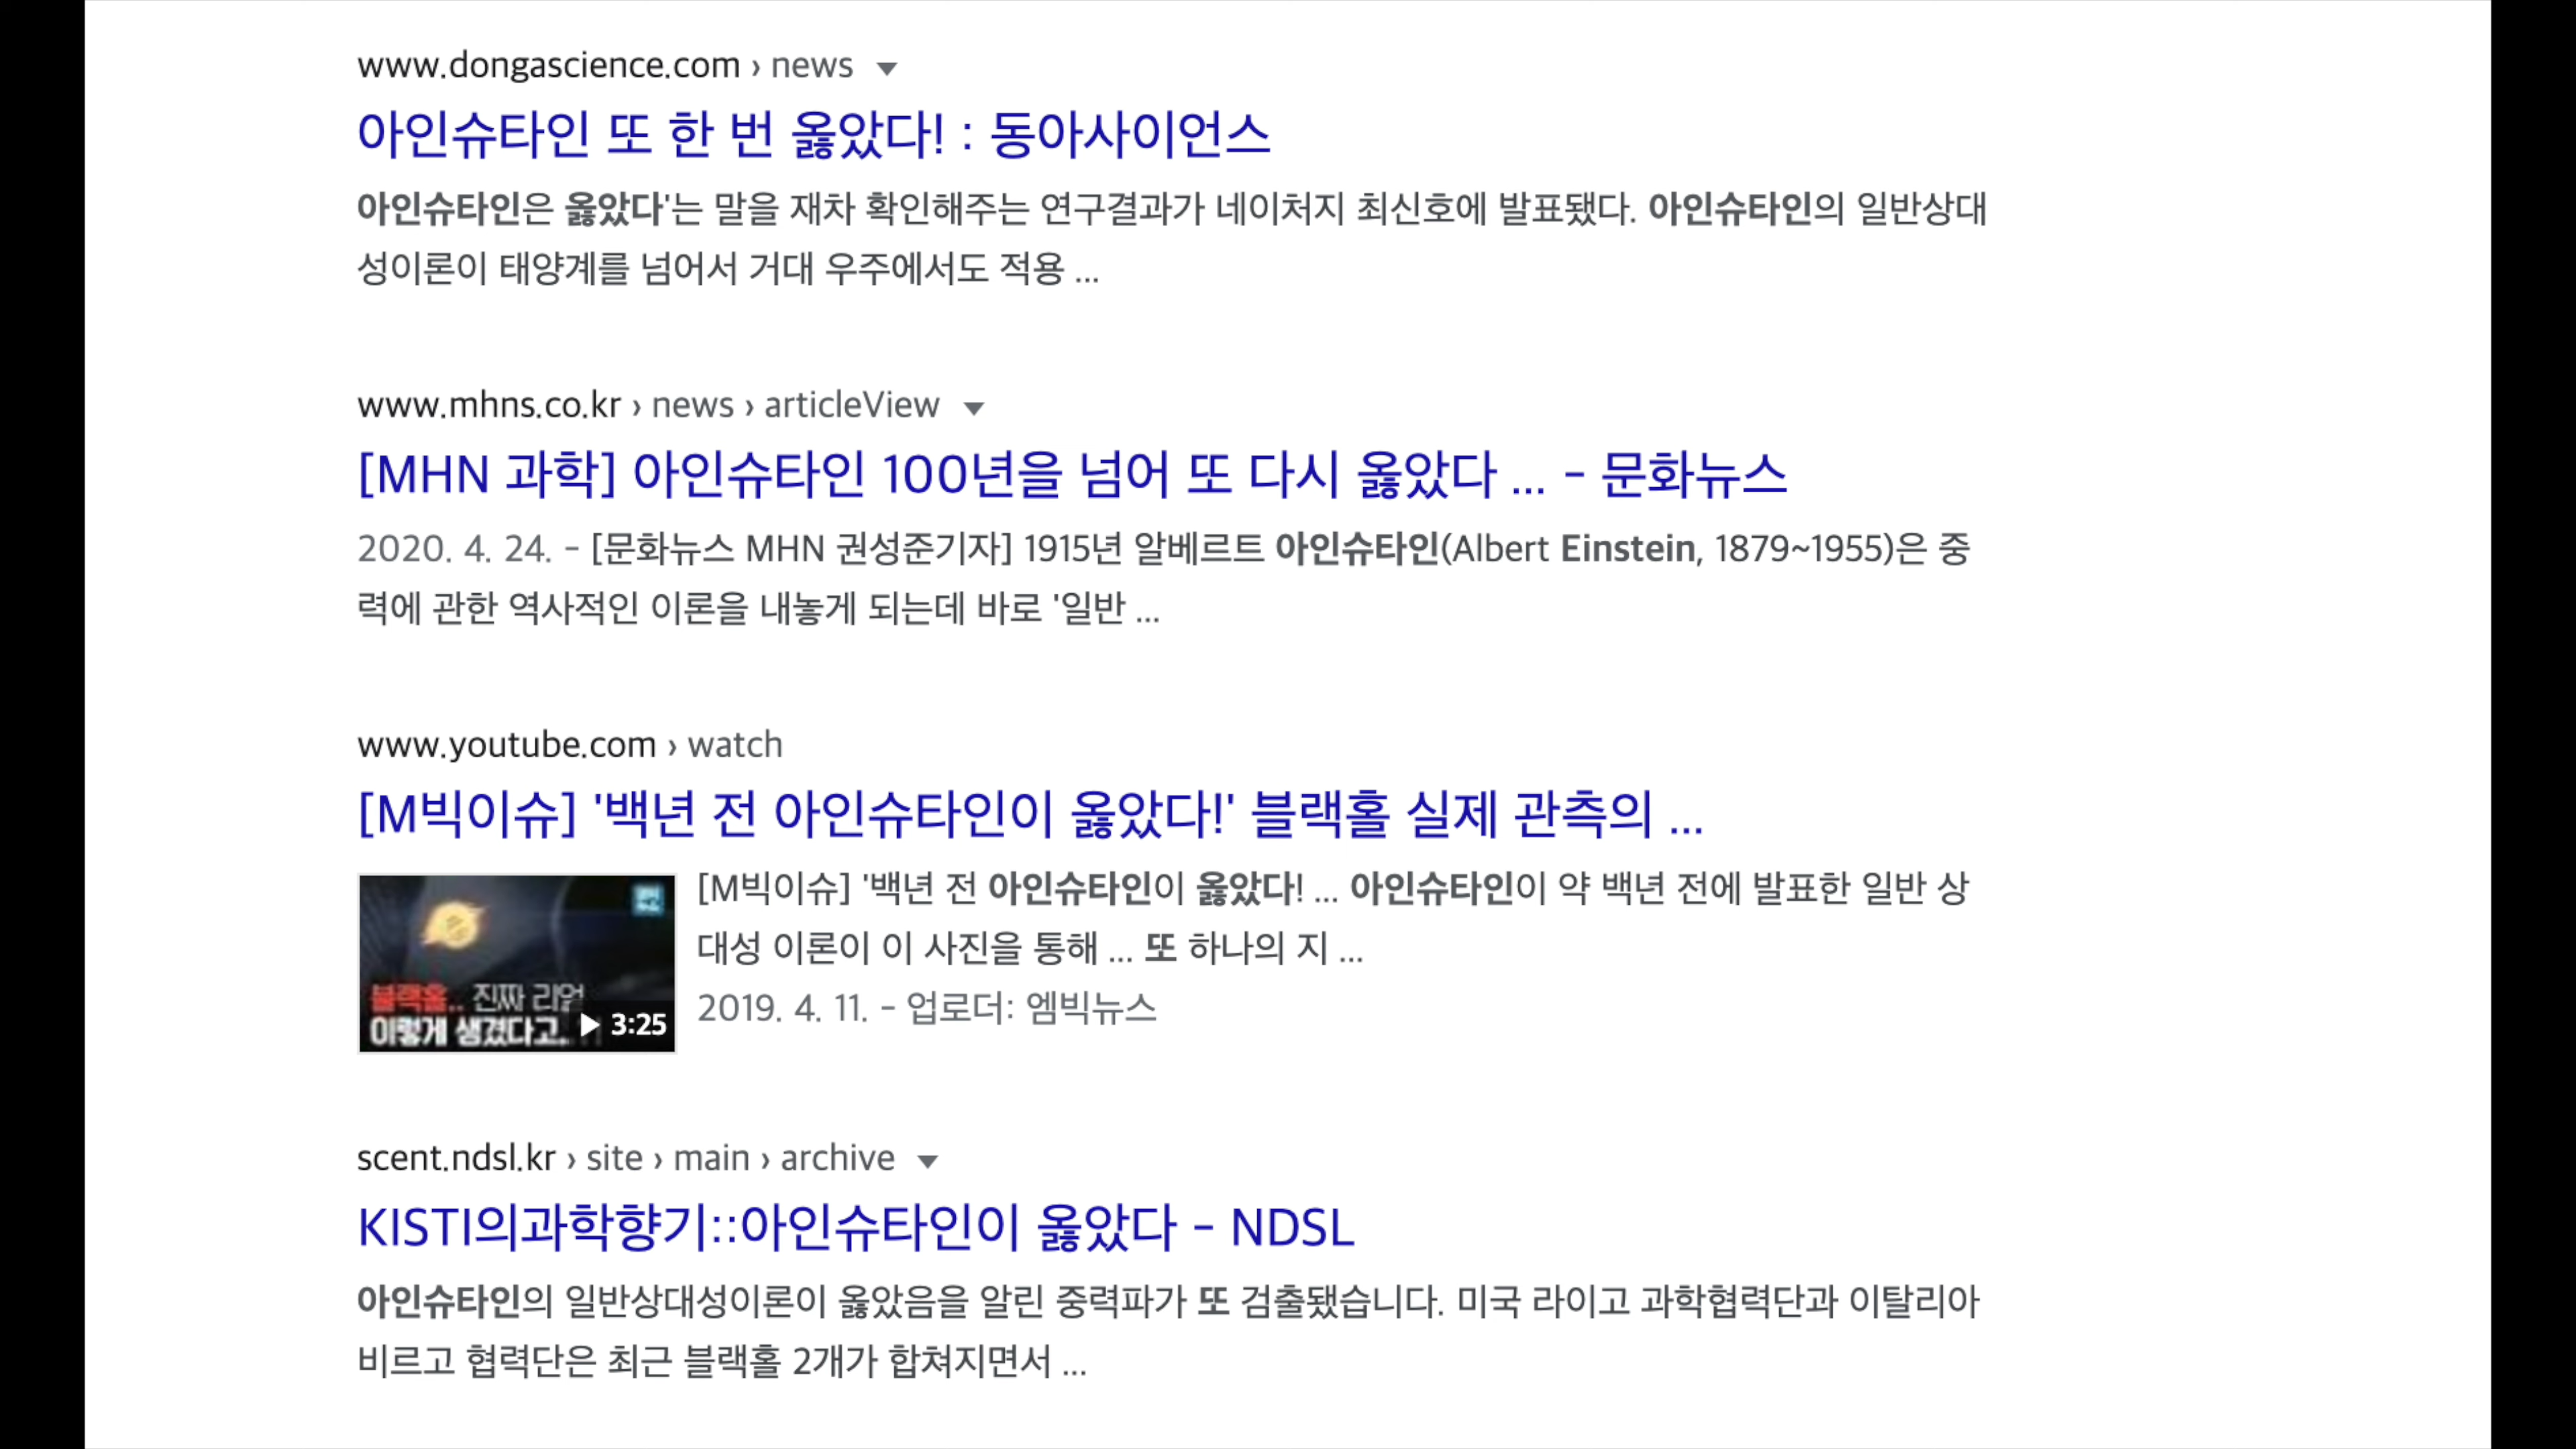 www.dongascience.com › news
아인슈타인 또 한 번 옳았다! : 동아사이언스
아인슈타인은 옳았다'는 말을 재차 확인해주는 연구결과가 네이처지 최신호에 발표됐다. 아인슈타인의 일반상대
성이론이 태양계를 넘어서 거대 우주에서도 적용 ...
www.mhns.co.kr › news › articleView
[MHN 과학] 아인슈타인 100년을 넘어 또 다시 옳았다 ... - 문화뉴스
2020. 4. 24. - [문화뉴스 MHN 권성준기자] 1915년 알베르트 아인슈타인(Albert Einstein, 1879~1955)은 중
력에 관한 역사적인 이론을 내놓게 되는데 바로 '일반 ...
www.youtube.com › watch
[M빅이슈] '백년 전 아인슈타인이 옳았다!' 블랙홀 실제 관측의 ...
[M빅이슈] '백년 전 아인슈타인이 옳았다! ... 아인슈타인이 약 백년 전에 발표한 일반 상
대성 이론이 이 사진을 통해 ... 또 하나의 지 ...
2019. 4. 11. - 업로더: 엠빅뉴스
블랙홀.. 진짜 리얼
이렇게 생겼다고.
3:25
scent.ndsl.kr › site › main › archive
KISTI의과학향기::아인슈타인이 옳았다 - NDSL
아인슈타인의 일반상대성이론이 옳았음을 알린 중력파가 또 검출됐습니다. 미국 라이고 과학협력단과 이탈리아
비르고 협력단은 최근 블랙홀 2개가 합쳐지면서 ...